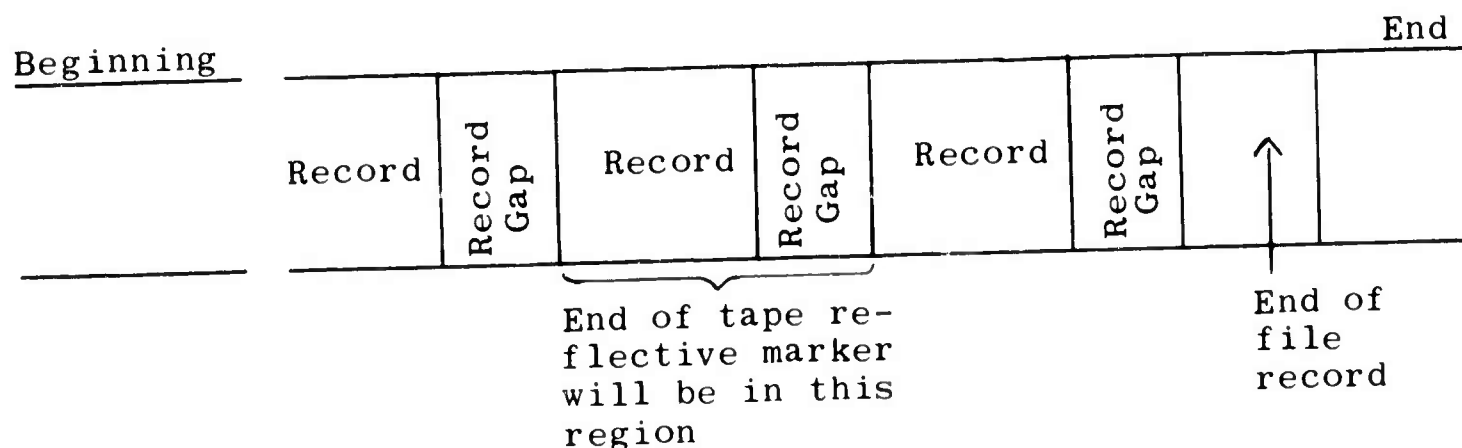 End
Beginning
Record
Record
Gap
Record
Record
Gap
Record
Record
Gap
End of tape re-
flective marker
will be in this
region
End of
file
record